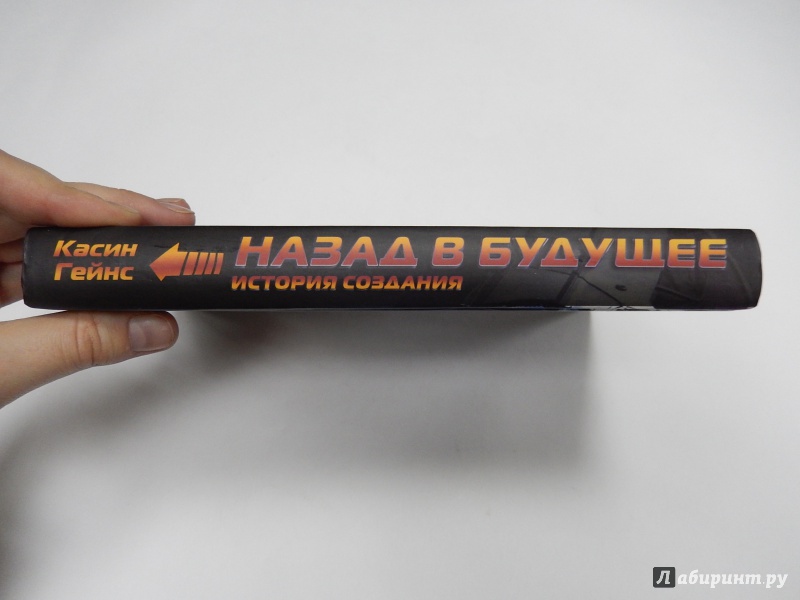 Касин
Гейнс
НАЗАД В БУДУЩЕЕ
ИСТОРИЯ СОЗДАНИЯ
Лабиринт.ру